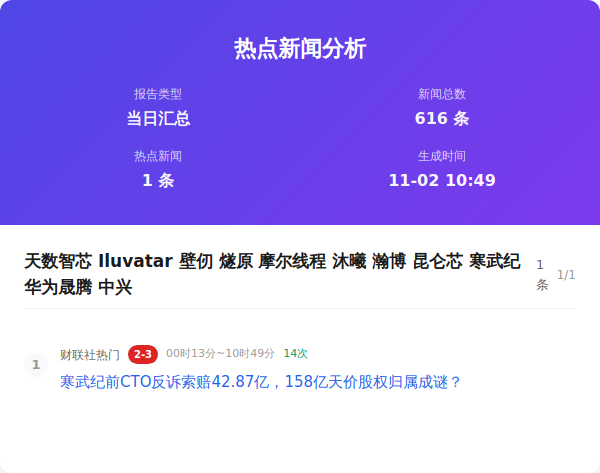 热点新闻分析
报告类型
新闻总数
当日汇总
616 条
热点新闻
生成时间
1 条
11-02 10:49
天数智芯 Iluvatar 壁仞 燧原 摩尔线程 沐曦 瀚博 昆仑芯 寒武纪
华为晟腾 中兴
1
条
1/1
1
财联社热门 2-3 00时13分~10时49分 14次
寒武纪前CTO反诉索赔42.87亿，158亿天价股权归属成谜？